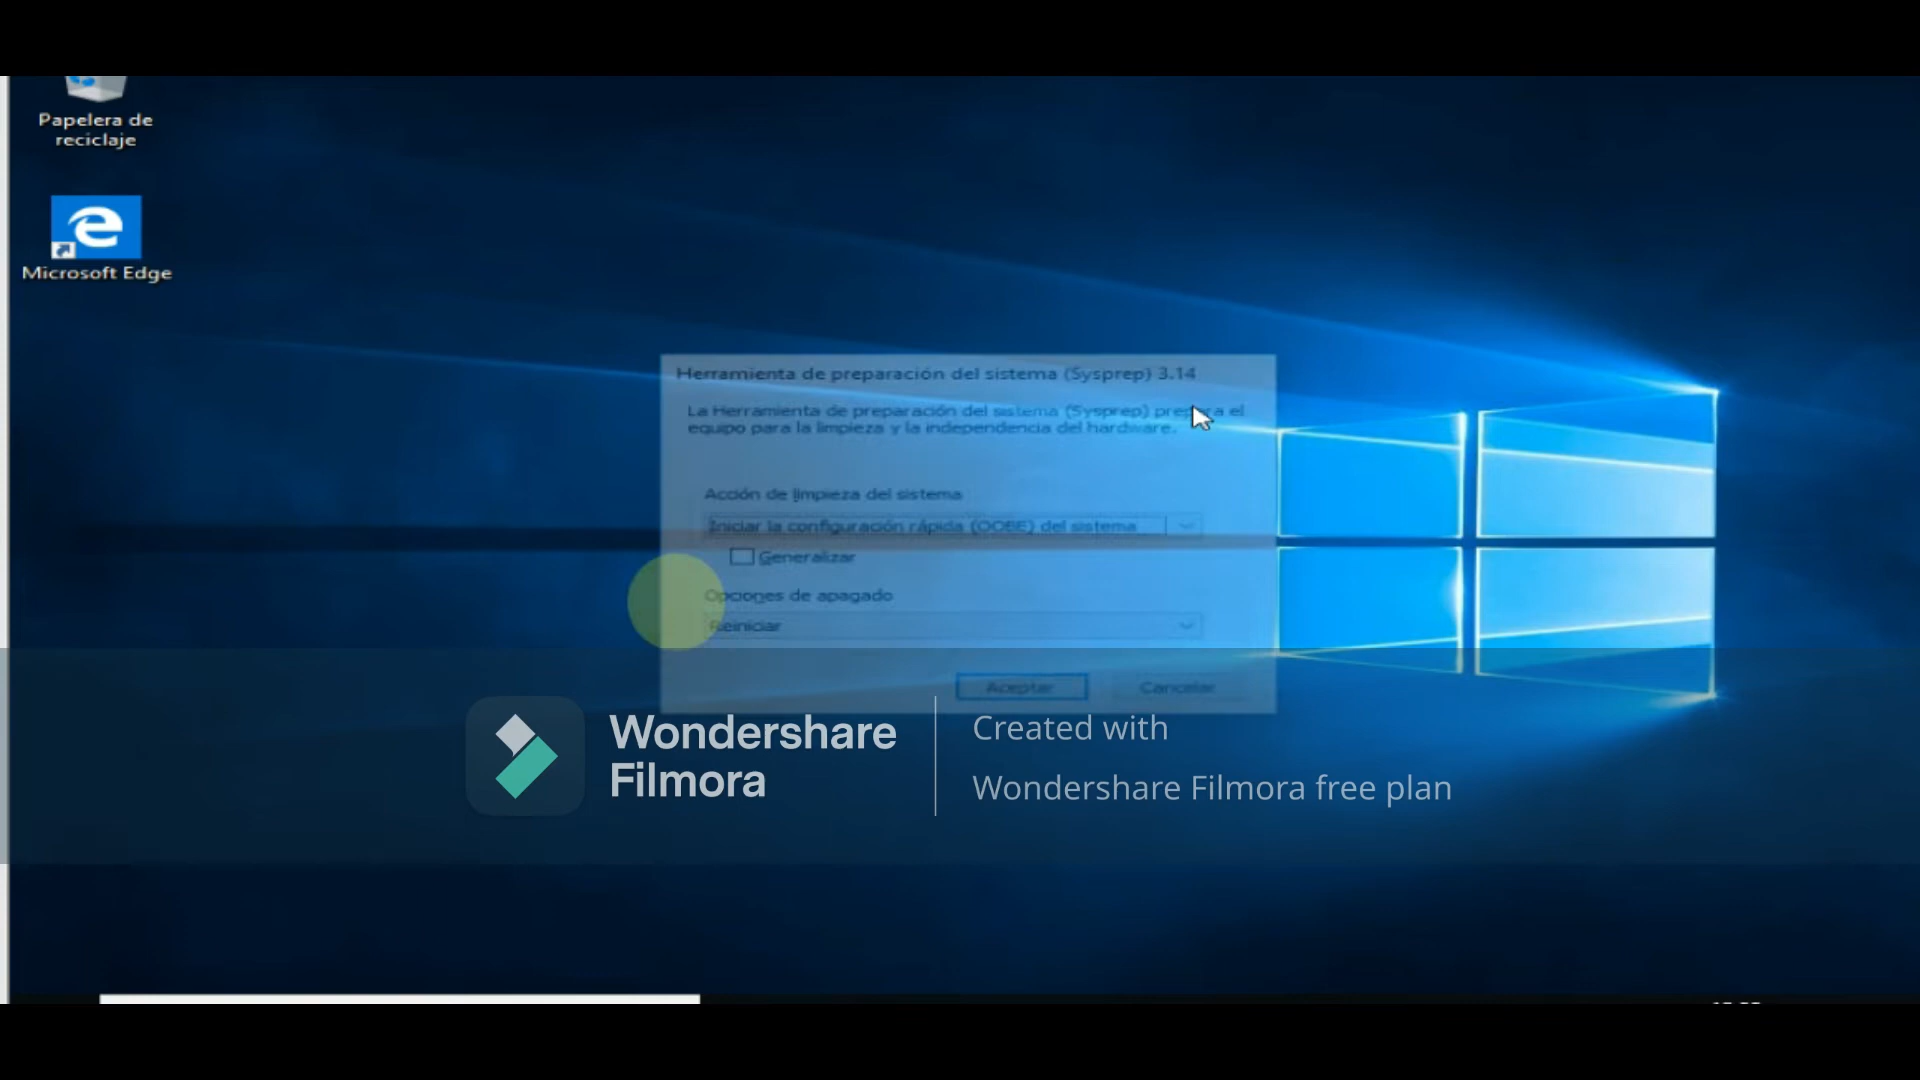 Papelera de
reciclaje
Microsoft Edge
Herramienta de preparación del sistema (Sysprep) 3.14
La Herramienta de preparación del sistema (Sysprep) prepara el
equipo para la limpieza y la independencia del hardware.
Acción de limpieza del sistema
Iniciar la configuración rápida (OOBE) del sistema
Generalizar
Opciones de apagado
Reiniciar
Aceptar
Cancelar
Wondershare
Filmora
Created with
Wondershare Filmora free plan